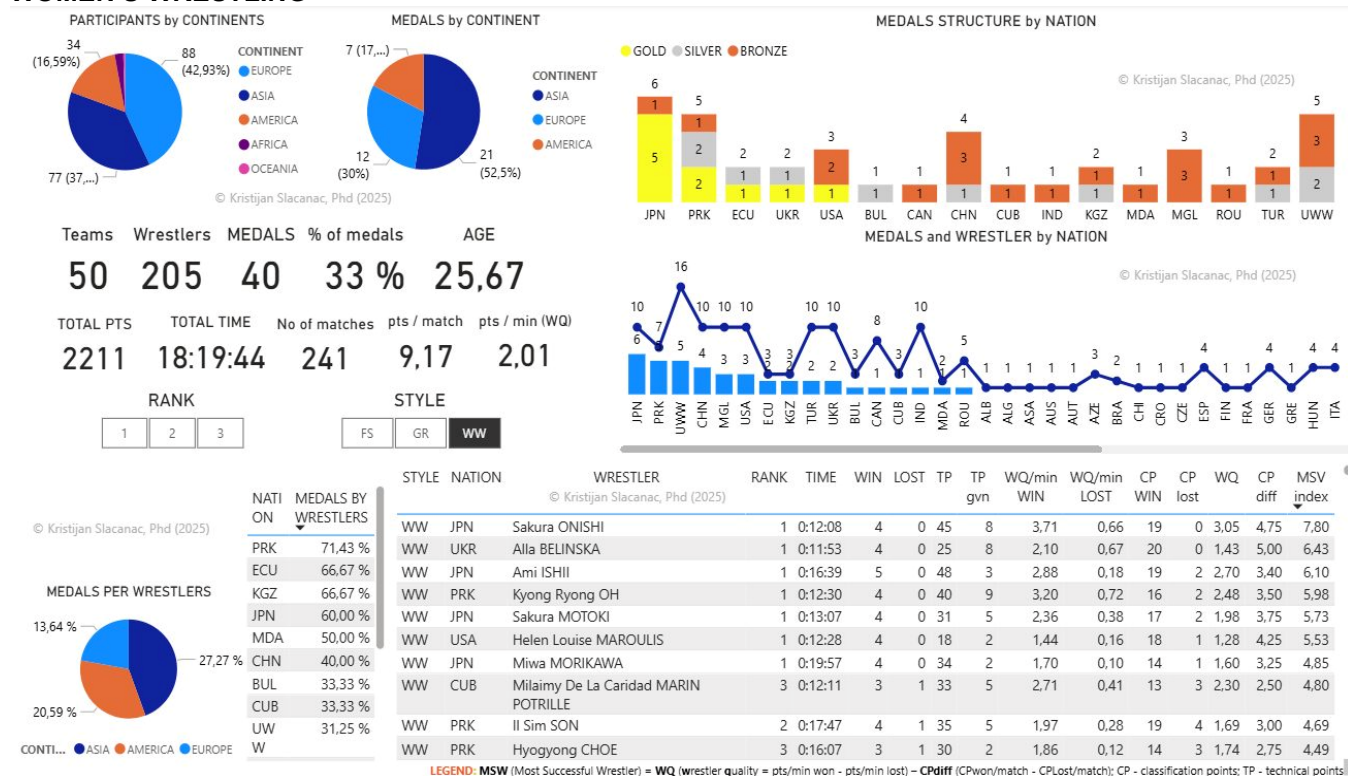 WOMEN'S WRESTLING
PARTICIPANTS by CONTINENTS
34
(16,59%)
88
(42,93%)
77 (37,...)
CONTINENT
EUROPE
ASIA
AMERICA
AFRICA
OCEANIA
MEDALS by CONTINENT
7 (17,...)
12
(30%)
21
(52,5%)
CONTINENT
ASIA
EUROPE
AMERICA
© Kristijan Slacanac, Phd (2025)
MEDALS STRUCTURE by NATION
GOLD SILVER BRONZE
© Kristijan Slacanac, Phd (2025)
6 5 2 2 3 1 1 4 1 1 2 1 3 1 2 5
1 1 1 1 2 1 1 3 1 1 1 1 3 1 1 3
5 2 1 1 1 1 1 1 2
2
JPN PRK ECU UKR USA BUL CAN CHN CUB IND KGZ MDA MGL ROU TUR UWW
Teams Wrestlers MEDALS % of medals AGE
50 205 40 33 % 25,67
TOTAL PTS TOTAL TIME No of matches pts / match pts / min (WQ)
2211 18:19:44 241 9,17 2,01
RANK
1 2 3
STYLE
FS GR WW
MEDALS and WRESTLER by NATION
© Kristijan Slacanac, Phd (2025)
10 7 16 10 10 10 3 3 10 10 3 8 3 10 2 5 1 1 1 1 1 3 2 1 1 1 4 1 1 4 1 4 4
6 5 4 3 3 2 2 2 2 1 1 1 1 1 1
JPN PRK UWW CHN MGL USA ECU KGZ TUR UKR BUL CAN CUB IND MDA ROU ALB ALG ASA AUS AUT AZE BRA CHI CRO CZE ESP FIN FRA GER GRE HUN ITA
© Kristijan Slacanac, Phd (2025)
MEDALS PER WRESTLERS
13,64 %
27,27 %
20,59 %
CONTI... ASIA AMERICA EUROPE
NATI
ON
MEDALS BY
WRESTLERS
PRK 71,43 %
ECU 66,67 %
KGZ 66,67 %
JPN 60,00 %
MDA 50,00 %
CHN 40,00 %
BUL 33,33 %
CUB 33,33 %
UW
W
31,25 %
STYLE NATION WRESTLER RANK TIME WIN LOST TP TP gvn WQ/min WIN WQ/min LOST CP WIN CP lost WQ CP diff MSV index
© Kristijan Slacanac, Phd (2025)
WW JPN Sakura ONISHI 1 0:12:08 4 0 45 8 3,71 0,66 19 0 3,05 4,75 7,80
WW UKR Alla BELINSKA 1 0:11:53 4 0 25 8 2,10 0,67 20 0 1,43 5,00 6,43
WW JPN Ami ISHII 1 0:16:39 5 0 48 3 2,88 0,18 19 2 2,70 3,40 6,10
WW PRK Kyong Ryong OH 1 0:12:30 4 0 40 9 3,20 0,72 16 2 2,48 3,50 5,98
WW JPN Sakura MOTOKI 1 0:13:07 4 0 31 5 2,36 0,38 17 2 1,98 3,75 5,73
WW USA Helen Louise MAROULIS 1 0:12:28 4 0 18 2 1,44 0,16 18 1 1,28 4,25 5,53
WW JPN Miwa MORIKAWA 1 0:19:57 4 0 34 2 1,70 0,10 14 1 1,60 3,25 4,85
WW CUB Milaimy De La Caridad MARIN 3 0:12:11 3 1 33 5 2,71 0,41 13 3 2,30 2,50 4,80
POTRILLE
WW PRK Il Sim SON 2 0:17:47 4 1 35 5 1,97 0,28 19 4 1,69 3,00 4,69
WW PRK Hyogyong CHOE 3 0:16:07 3 1 30 2 1,86 0,12 14 3 1,74 2,75 4,49
LEGEND: MSW (Most Successful Wrestler) = WQ (wrestler quality = pts/min won - pts/min lost) – CPdiff (CPwon/match - CPLost/match); CP - classification points; TP - technical points